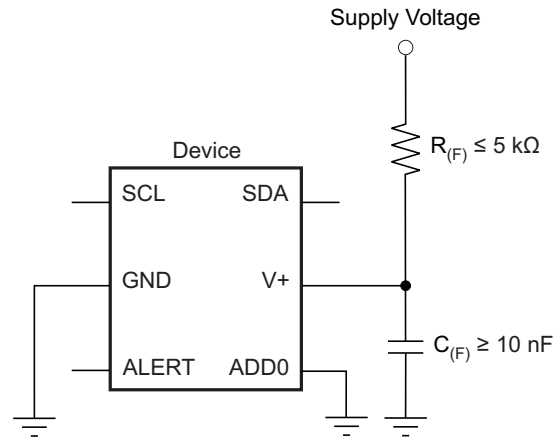 Supply Voltage
R(F) ≤ 5 kΩ
Device
SCL SDA
GND V+
C(F) ≥ 10 nF
ALERT ADD0